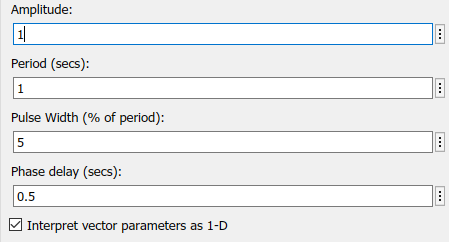 Amplitude:
1
Period (secs):
1
Pulse Width (% of period):
5
Phase delay (secs):
0.5
Interpret vector parameters as 1-D